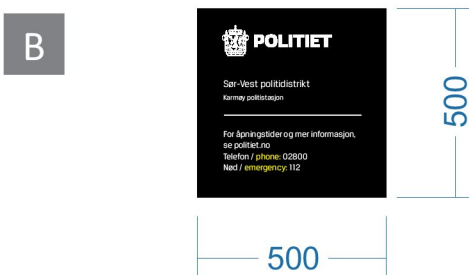 B
POLITIET
Sør-Vest politidistrikt
Karmøy politistasjon
For åpningstider og mer informasjon,
se politiet.no
Telefon / phone: 02800
Nød / emergency: 112
500
500